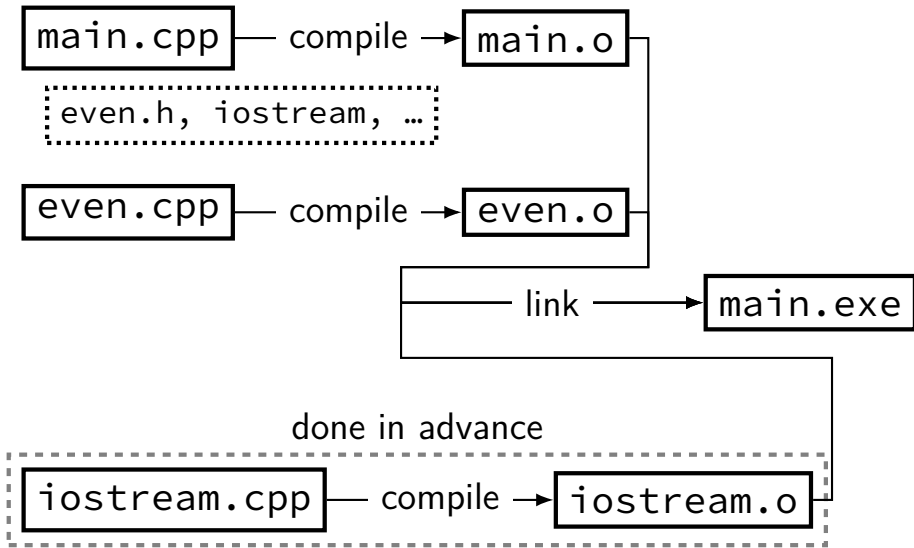 main.cpp compile main.o
even.h, iostream, …
even.cpp compile even.o
link main.exe
done in advance
iostream.cpp compile iostream.o